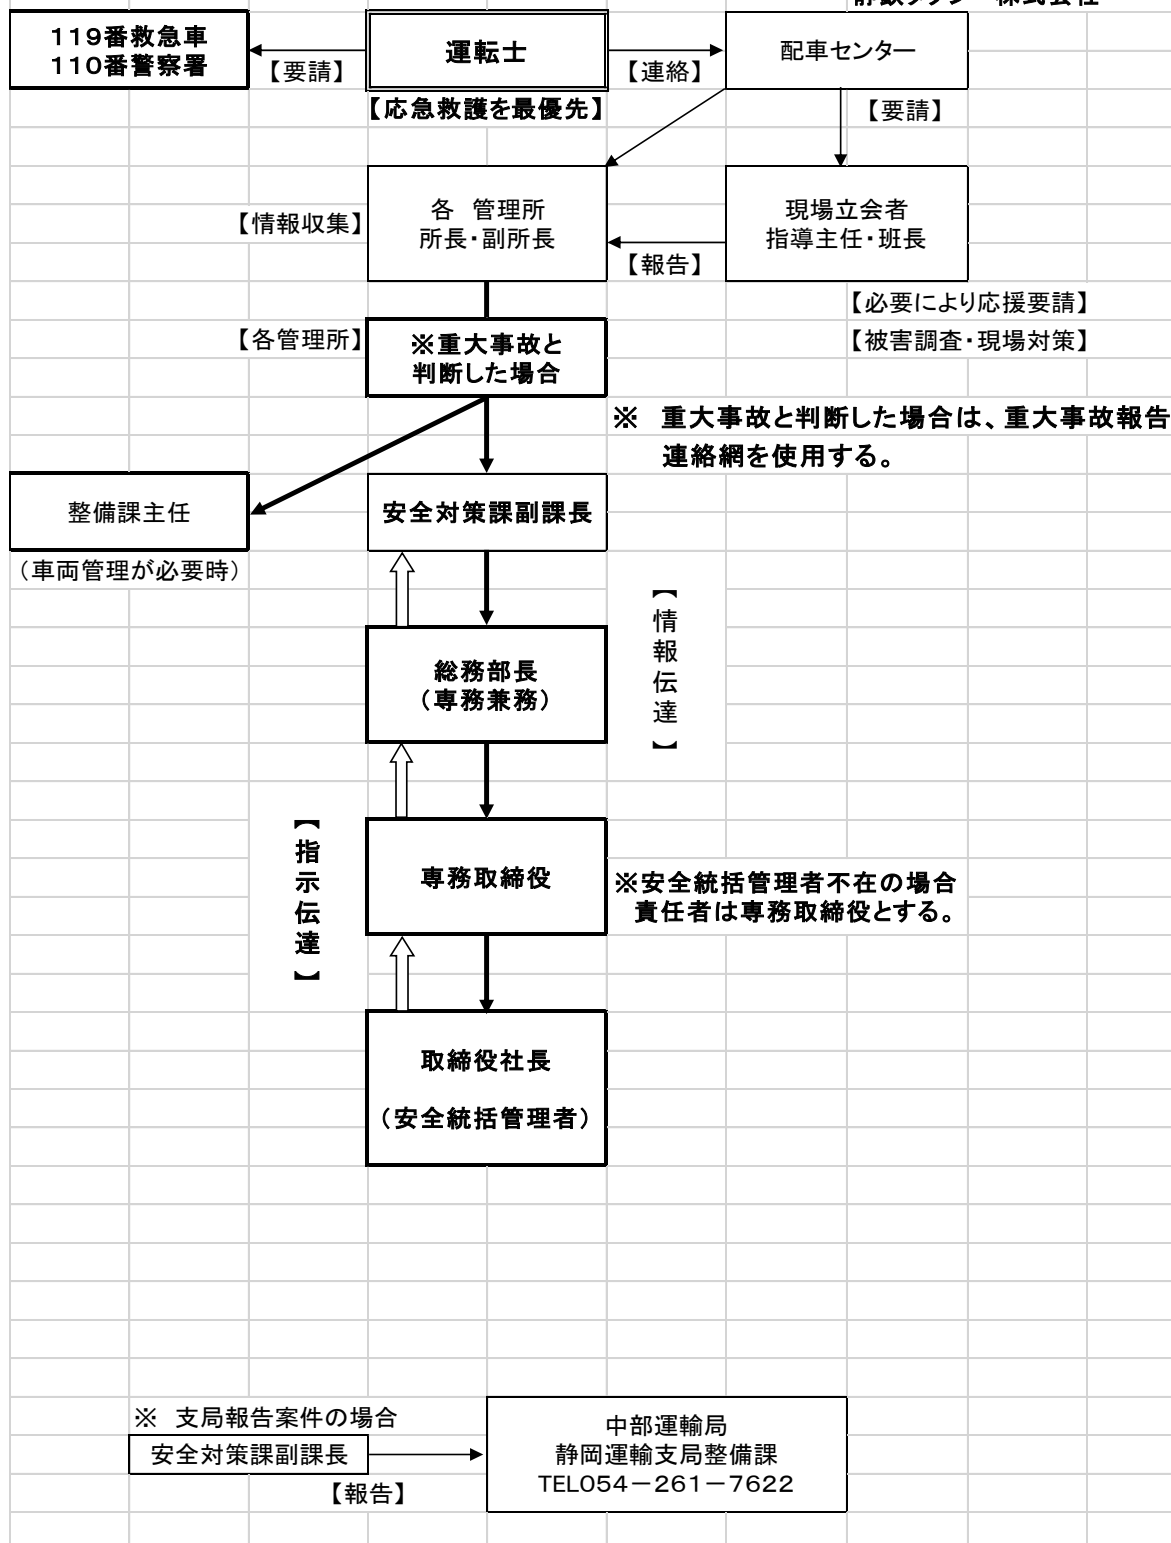 119番救急車
110番警察署
運転士
配車センター
【要請】
【連絡】
【応急救護を最優先】
【要請】
各 管理所
所長・副所長
現場立会者
指導主任・班長
【情報収集】
【報告】
【必要により応援要請】
【各管理所】
※重大事故と
判断した場合
【被害調査・現場対策】
※ 重大事故と判断した場合は、重大事故報告
連絡網を使用する。
整備課主任
安全対策課副課長
（車両管理が必要時）
【情報伝達】
総務部長
（専務兼務）
【指示伝達】
専務取締役
※安全統括管理者不在の場合
責任者は専務取締役とする。
取締役社長
（安全統括管理者）
※ 支局報告案件の場合
安全対策課副課長
【報告】
中部運輸局
静岡運輸支局整備課
TEL054－261－7622